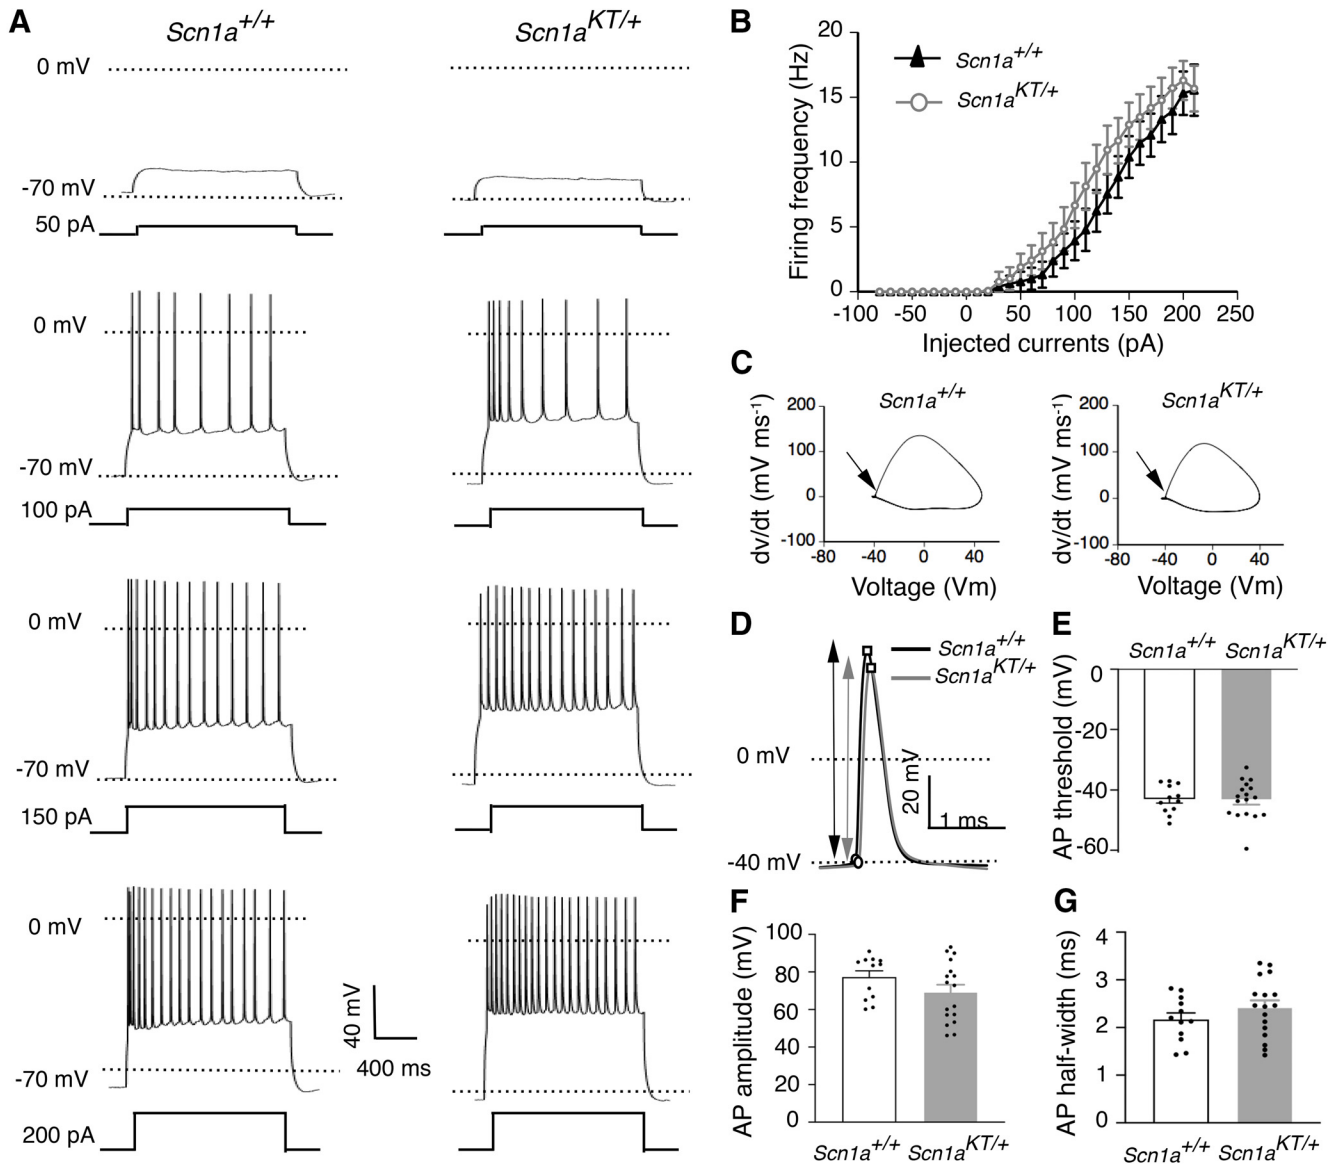 A
Scn1a+/+
Scn1aKT/+
0 mV
-70 mV
50 pA
0 mV
-70 mV
100 pA
0 mV
-70 mV
150 pA
0 mV
-70 mV
200 pA
40 mV
400 ms
B
Firing frequency (Hz)
20
15
10
5
0
-100 -50 0 50 100 150 200 250
Injected currents (pA)
Scn1a+/+
Scn1aKT/+
C
Scn1a+/+
dv/dt (mV ms-1)
200
100
0
-100
-80 -40 0 40
Voltage (Vm)
Scn1aKT/+
dv/dt (mV ms-1)
200
100
0
-100
-80 -40 0 40
Voltage (Vm)
D
Scn1a+/+
Scn1aKT/+
0 mV
-40 mV
20 mV
1 ms
E
Scn1a+/+ Scn1aKT/+
AP threshold (mV)
0
-20
-40
-60
F
AP amplitude (mV)
100
80
60
40
20
0
Scn1a+/+ Scn1aKT/+
G
AP half-width (ms)
4
3
2
1
0
Scn1a+/+ Scn1aKT/+